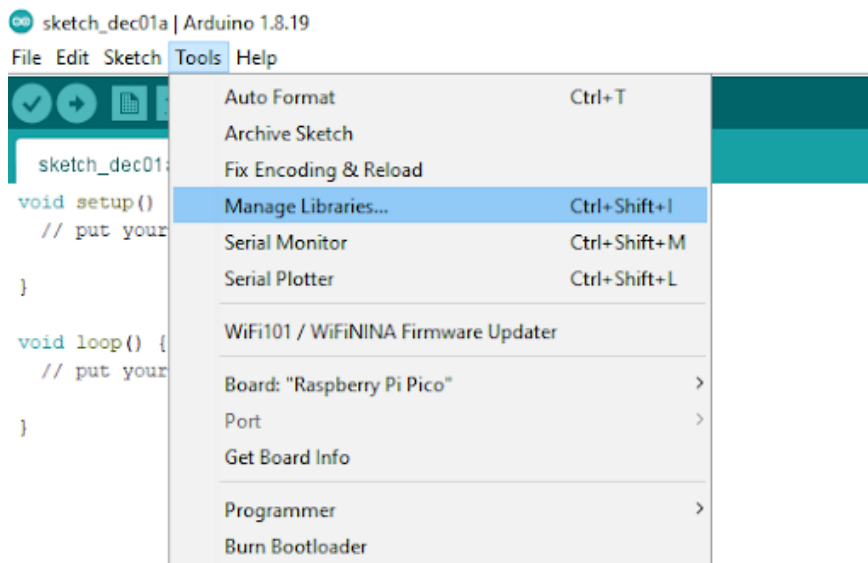 sketch_dec01a | Arduino 1.8.19
File Edit Sketch Tools Help
Auto Format Ctrl+T
Archive Sketch
sketch_dec01a
Fix Encoding & Reload
void setup()
Manage Libraries... Ctrl+Shift+I
// put your
Serial Monitor Ctrl+Shift+M
Serial Plotter Ctrl+Shift+L
}
WiFi101 / WiFiNINA Firmware Updater
void loop() {
// put your
Board: "Raspberry Pi Pico"
Port
}
Get Board Info
Programmer
Burn Bootloader